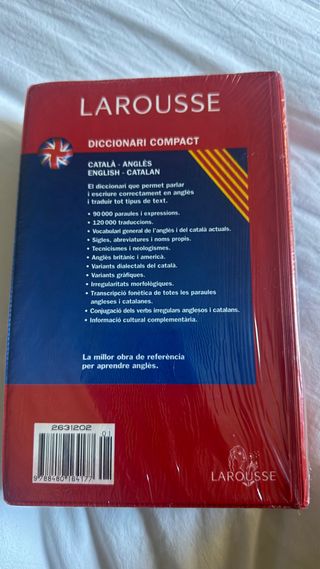 LAROUSSE
DICCIONARI COMPACT
CATALÀ - ANGLÈS
ENGLISH - CATALAN
El diccionari que permet parlar
i escriure correctament en anglès
i traduir tot tipus de text.
• 90 000 paraules i expressions.
• 120 000 traduccions.
• Vocabulari general de l'anglès i del català actuals.
• Sigles, abreviatures i noms propis.
• Tecnicismes i neologismes.
• Anglès britànic i americà.
• Variants dialectals del català.
• Variants gràfiques.
• Irregularitats morfològiques.
• Transcripció fonètica de totes les paraules
angleses i catalanes.
• Conjugació dels verbs irregulars anglesos i catalans.
• Informació cultural complementària.
La millor obra de referència
per aprendre anglès.
2631202
01
9 788480 164177
LAROUSSE